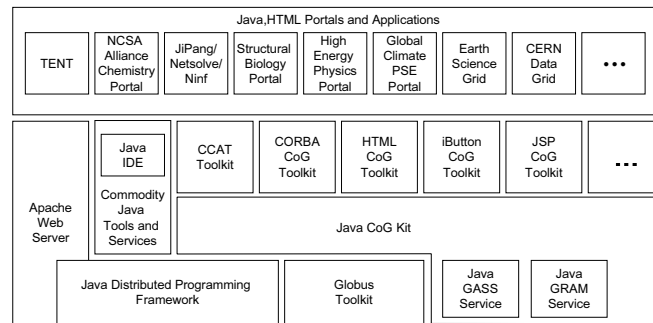 Java,HTML Portals and Applications
TENT
NCSA
Alliance
Chemistry
Portal
JiPang/
Netsolve/
Ninf
Structural
Biology
Portal
High
Energy
Physics
Portal
Global
Climate
PSE
Portal
Earth
Science
Grid
CERN
Data
Grid
...
Apache
Web
Server
Java
IDE
Commodity
Java
Tools and
Services
CCAT
Toolkit
CORBA
CoG
Toolkit
HTML
CoG
Toolkit
iButton
CoG
Toolkit
JSP
CoG
Toolkit
...
Java CoG Kit
Java Distributed Programming
Framework
Globus
Toolkit
Java
GASS
Service
Java
GRAM
Service